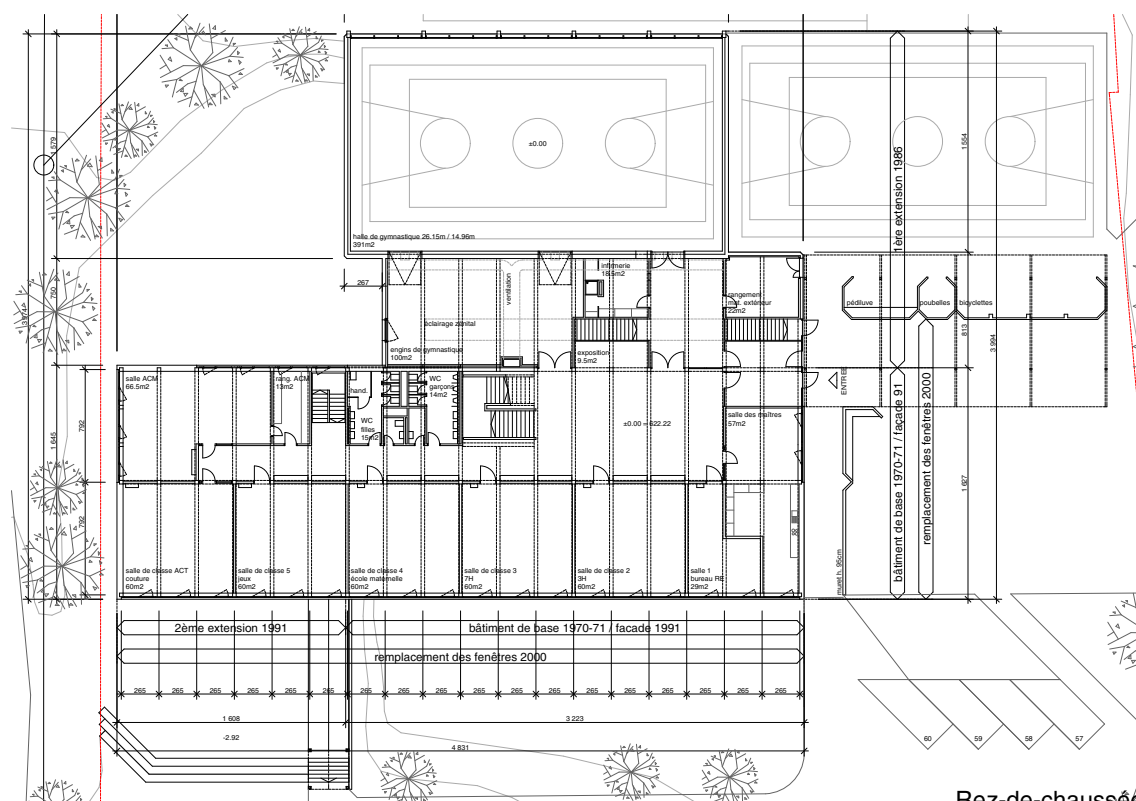 ±0.00
halle de gymnastique 26.15m / 14.96m
391m2
1 579
1 554
1ère extension 1986
infirmerie
18.5m2
ventilation
267
750
3 974
rangement
mat. extérieur
22m2
pédiluve
poubelles
bicyclettes
éclairage zénital
engins de gymnastique
100m2
exposition
9.5m2
813
3 994
salle ACM
66.5m2
rang. ACM
13m2
hand.
WC
garçons
14m2
WC
filles
15m2
ENTREE
salle des maîtres
57m2
±0.00 = 622.22
792
1 645
792
1 627
bâtiment de base 1970-71 / façade 91
remplacement des fenêtres 2000
muret h. 95cm
salle de classe ACT
couture
60m2
salle de classe 5
jeux
60m2
salle de classe 4
école maternelle
60m2
salle de classe 3
7H
60m2
salle de classe 2
3H
60m2
salle 1
bureau RE
29m2
2ème extension 1991
bâtiment de base 1970-71 / facade 1991
remplacement des fenêtres 2000
265 265 265 265 265 265 265 265 265 265 265 265 265 265 265 265 265 265
1 608
3 223
-2.92
4 831
60
59
58
57
Rez-de-chaussée